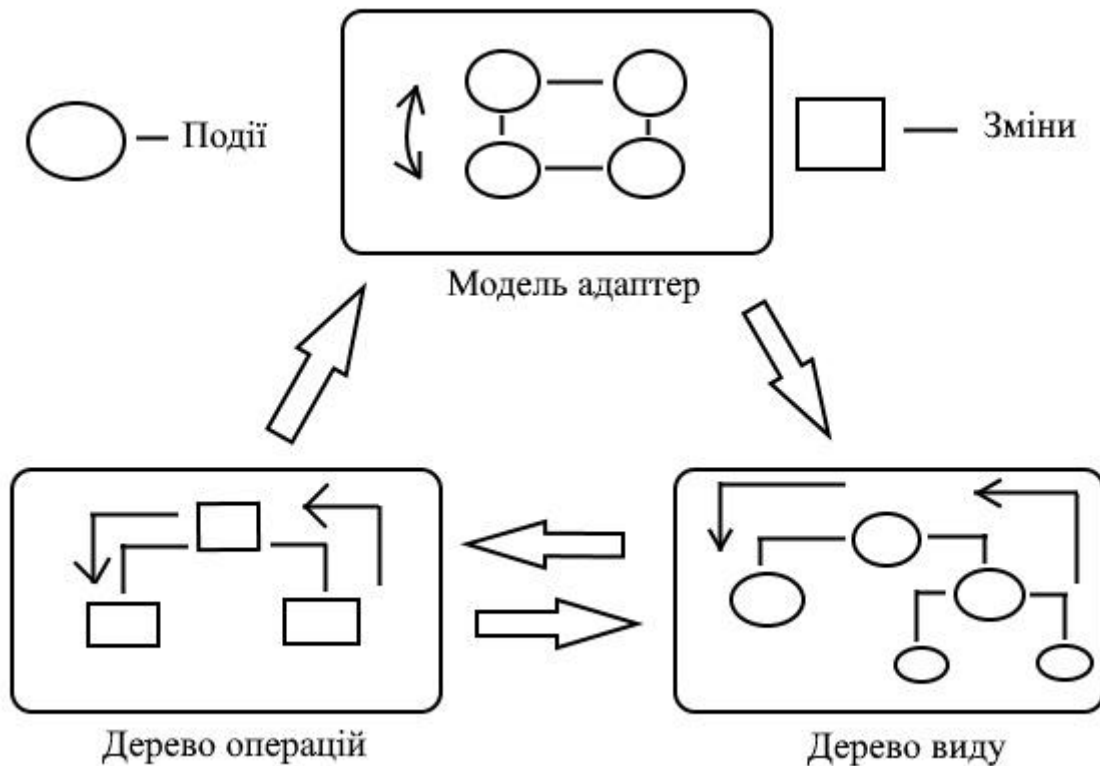 Події
Зміни
Модель адаптер
Дерево операцій
Дерево виду